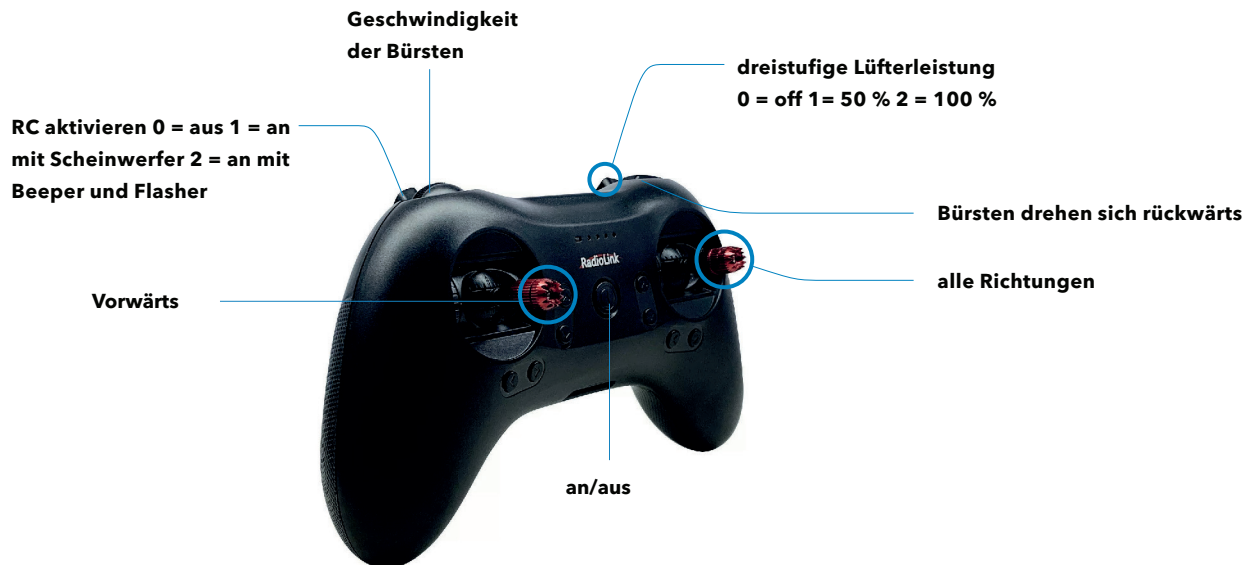 Geschwindigkeit
der Bürsten
dreistufige Lüfterleistung
0 = off 1= 50 % 2 = 100 %
RC aktivieren 0 = aus 1 = an
mit Scheinwerfer 2 = an mit
Beeper und Flasher
Bürsten drehen sich rückwärts
RadioLink
alle Richtungen
Vorwärts
an/aus